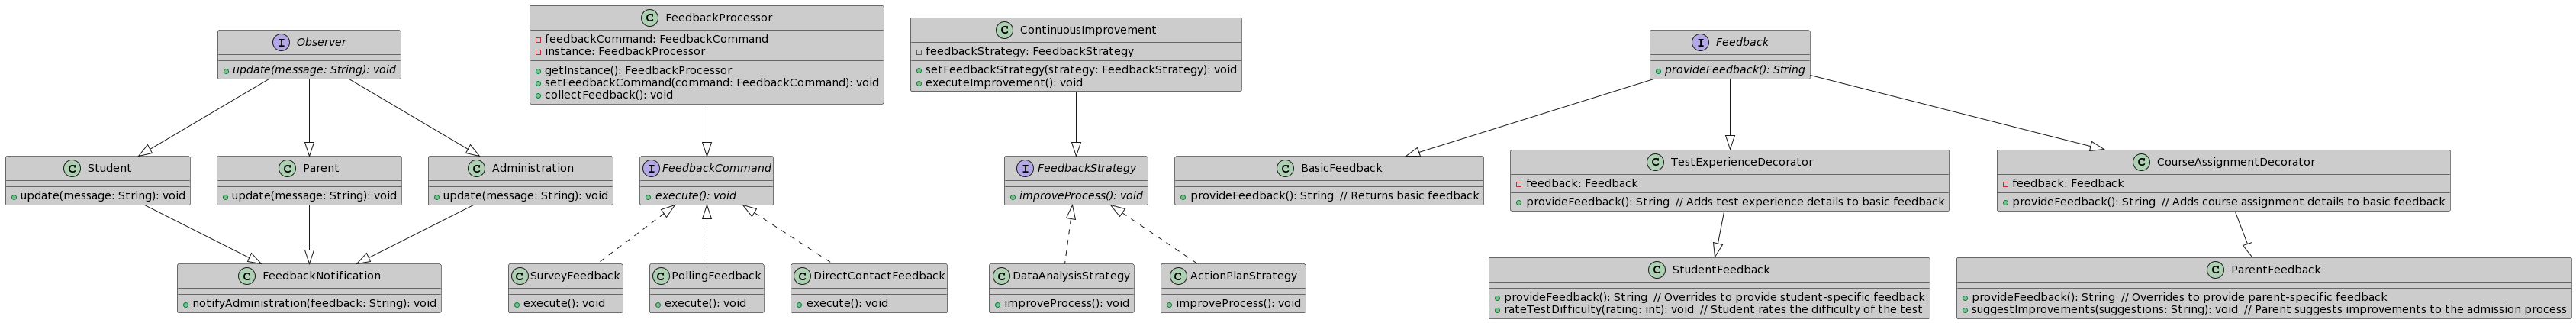 I Observer
+ update(message: String): void
C Student
+ update(message: String): void
C Parent
+ update(message: String): void
C Administration
+ update(message: String): void
C FeedbackNotification
+ notifyAdministration(feedback: String): void
C FeedbackProcessor
feedbackCommand: FeedbackCommand
instance: FeedbackProcessor
getInstance(): FeedbackProcessor
setFeedbackCommand(command: FeedbackCommand): void
collectFeedback(): void
I FeedbackCommand
execute(): void
C SurveyFeedback
execute(): void
C PollingFeedback
execute(): void
C DirectContactFeedback
execute(): void
C ContinuousImprovement
feedbackStrategy: FeedbackStrategy
setFeedbackStrategy(strategy: FeedbackStrategy): void
executeImprovement(): void
I FeedbackStrategy
improveProcess(): void
C DataAnalysisStrategy
improveProcess(): void
C ActionPlanStrategy
improveProcess(): void
I Feedback
provideFeedback(): String
C BasicFeedback
provideFeedback(): String // Returns basic feedback
C TestExperienceDecorator
feedback: Feedback
provideFeedback(): String // Adds test experience details to basic feedback
C CourseAssignmentDecorator
feedback: Feedback
provideFeedback(): String // Adds course assignment details to basic feedback
C StudentFeedback
provideFeedback(): String // Overrides to provide student-specific feedback
rateTestDifficulty(rating: int): void // Student rates the difficulty of the test
C ParentFeedback
provideFeedback(): String // Overrides to provide parent-specific feedback
suggestImprovements(suggestions: String): void // Parent suggests improvements to the admission process